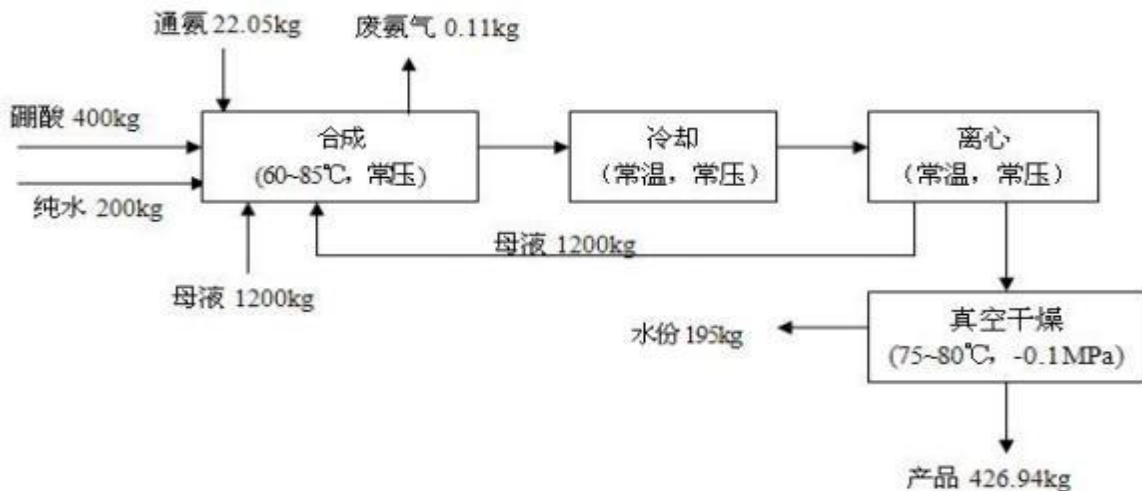 通氨 22.05kg
废氨气 0.11kg
硼酸 400kg
合成
(60~85℃，常压)
冷却
（常温，常压）
离心
（常温，常压）
纯水 200kg
母液 1200kg
母液 1200kg
水份 195kg
真空干燥
(75~80℃，-0.1MPa)
产品 426.94kg